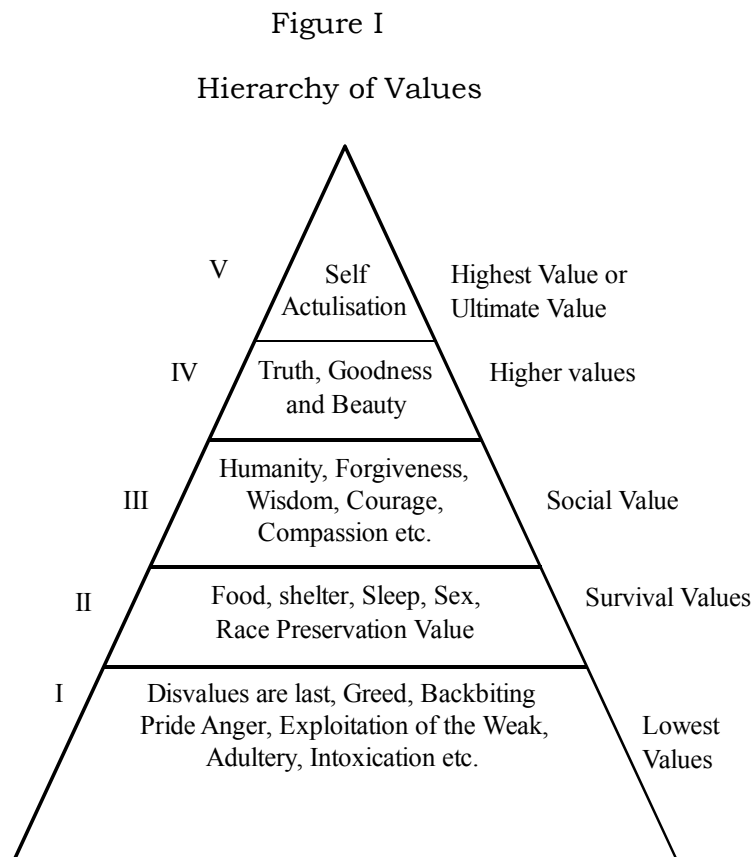 Figure I
Hierarchy of Values
V
Self
Actulisation
Highest Value or
Ultimate Value
IV
Truth, Goodness
and Beauty
Higher values
III
Humanity, Forgiveness,
Wisdom, Courage,
Compassion etc.
Social Value
II
Food, shelter, Sleep, Sex,
Race Preservation Value
Survival Values
I
Disvalues are last, Greed, Backbiting
Pride Anger, Exploitation of the Weak,
Adultery, Intoxication etc.
Lowest
Values